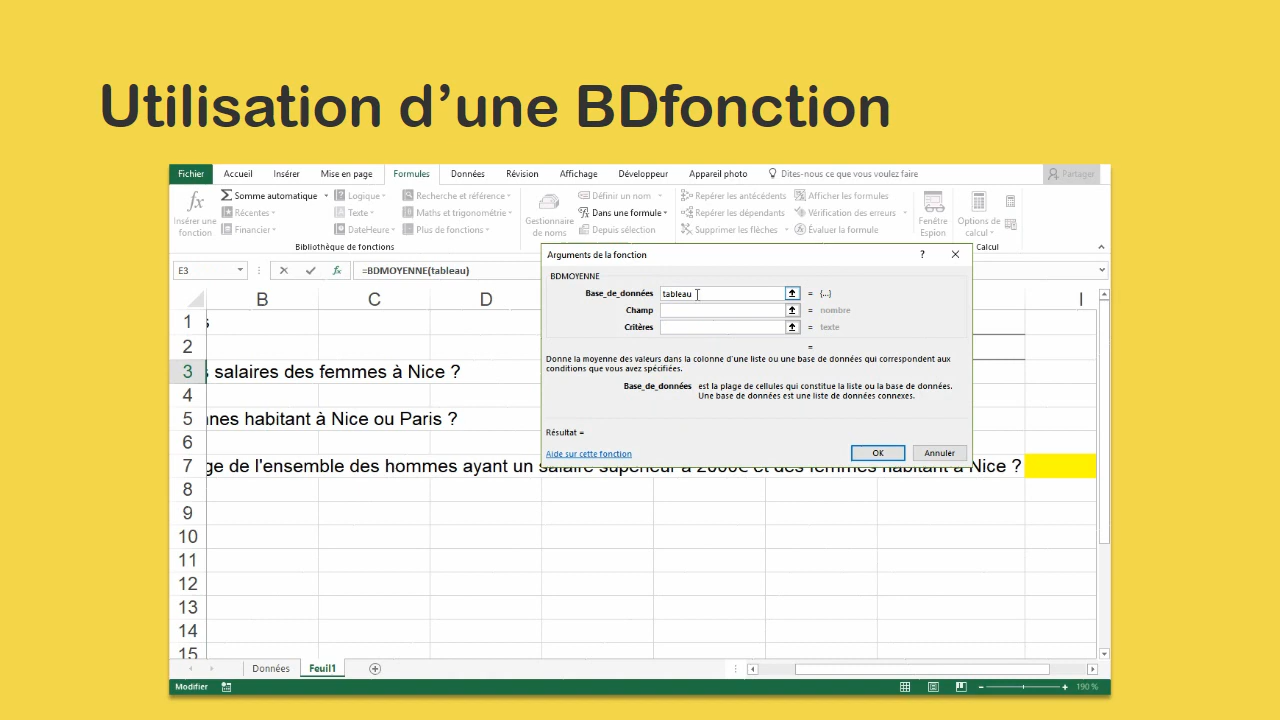 Utilisation d’une BDfonction
Fichier Accueil Insérer Mise en page Formules Données Révision Affichage Développeur Appareil photo Dites-nous ce que vous voulez faire Partager
Somme automatique Logique Recherche et référence Définir un nom Repérer les antécédents Afficher les formules
Récentes Texte Maths et trigonométrie Dans une formule Repérer les dépendants Vérification des erreurs
Financier DateHeure Plus de fonctions Depuis sélection Supprimer les flèches Évaluer la formule
Insérer une fonction Gestionnaire de noms Fenêtre Espion Options de calcul
Bibliothèque de fonctions Calcul
E3 fx =BDMOYENNE(tableau)
Arguments de la fonction ?
BDMOYENNE
Base_de_données tableau = {...}
Champ = nombre
Critères = texte
=
Donne la moyenne des valeurs dans la colonne d'une liste ou une base de données qui correspondent aux
conditions que vous avez spécifiées.
Base_de_données est la plage de cellules qui constitue la liste ou la base de données.
Une base de données est une liste de données connexes.
Résultat =
Aide sur cette fonction OK Annuler
B C D I
1 s
2
3 s salaires des femmes à Nice ?
4
5 nnes habitant à Nice ou Paris ?
6
7 ge de l'ensemble des hommes ayant un salaire supérieur à 2000€ et des femmes habitant à Nice ?
8
9
10
11
12
13
14
15
Données Feuil1
Modifier 190 %